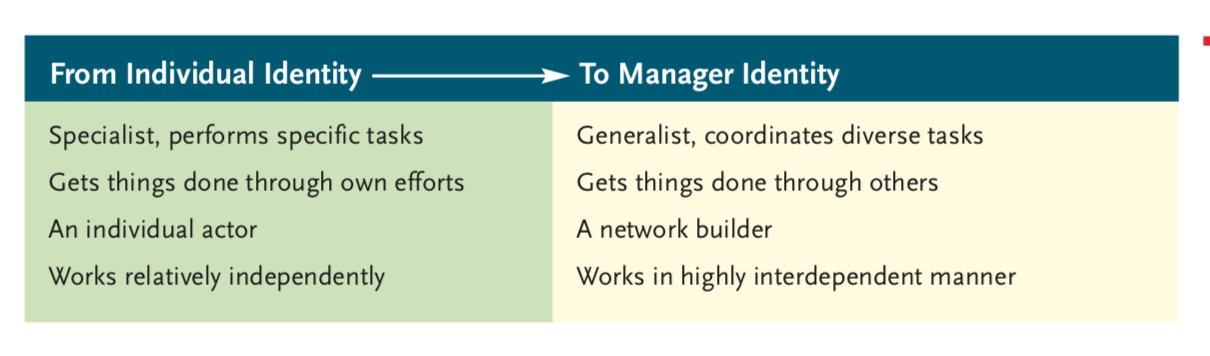 From Individual Identity To Manager Identity
Specialist, performs specific tasks Generalist, coordinates diverse tasks
Gets things done through own efforts Gets things done through others
An individual actor A network builder
Works relatively independently Works in highly interdependent manner